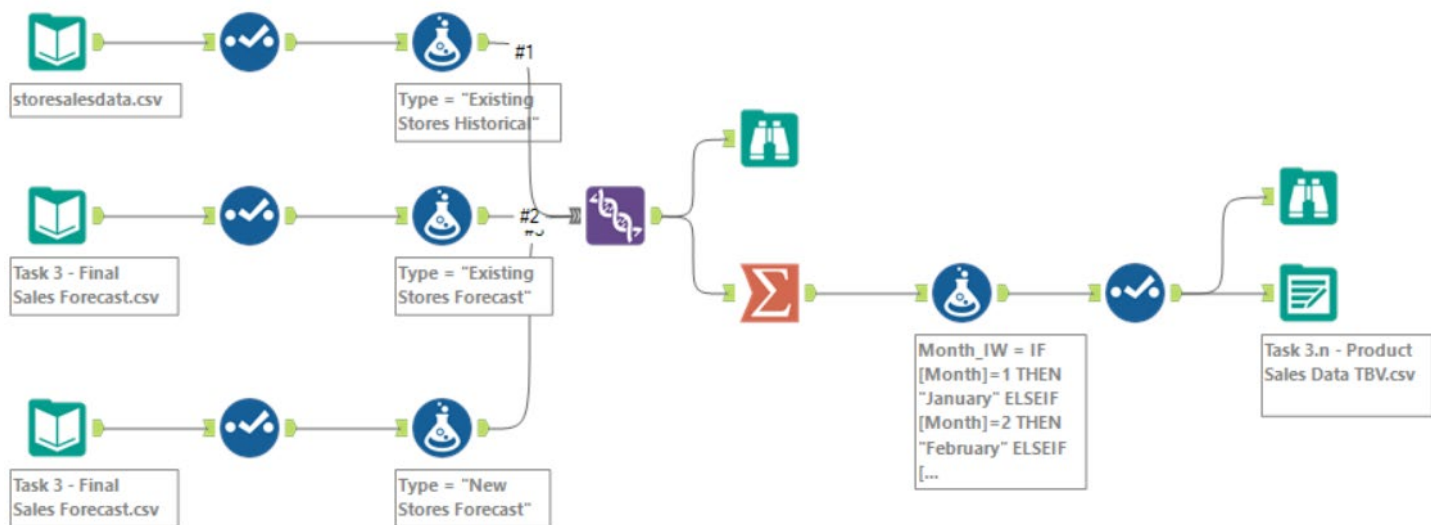 #1
storesalesdata.csv
Type = "Existing
Stores Historical"
#2
Task 3 - Final
Sales Forecast.csv
Type = "Existing
Stores Forecast"
Month_IW = IF
[Month]=1 THEN
"January" ELSEIF
[Month]=2 THEN
"February" ELSEIF
[...
Task 3.n - Product
Sales Data TBV.csv
Task 3 - Final
Sales Forecast.csv
Type = "New
Stores Forecast"